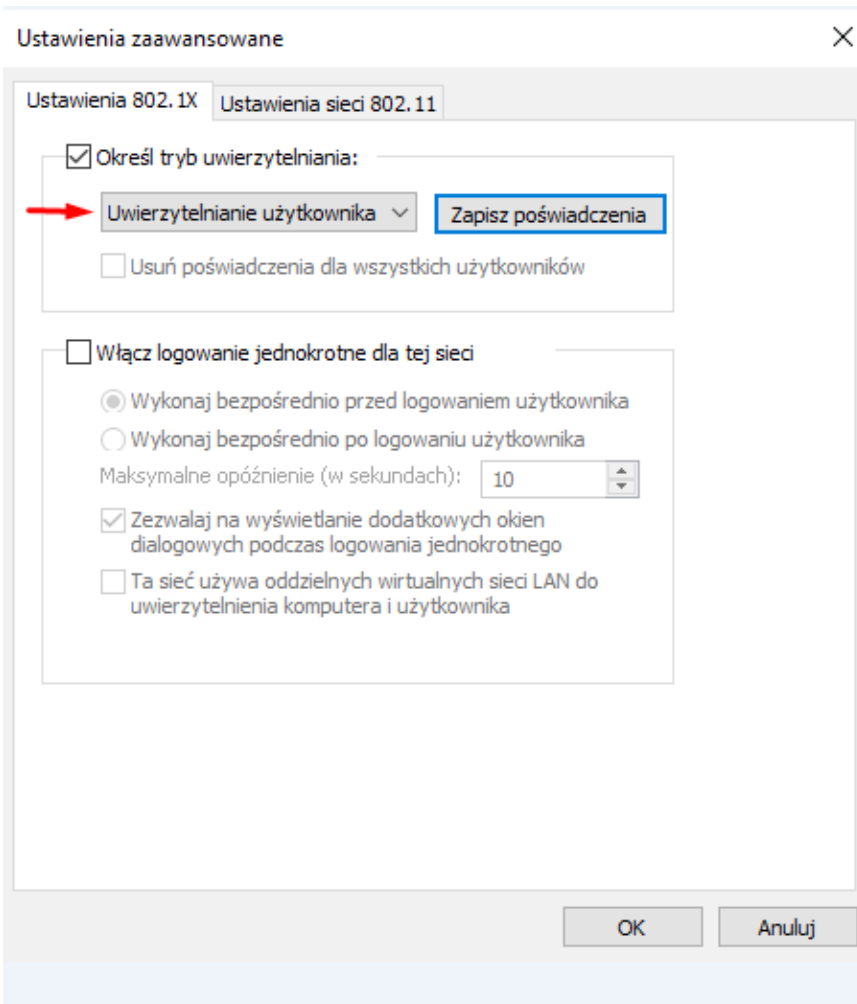 Ustawienia zaawansowane
Ustawienia 802.1X
Ustawienia sieci 802.11
Określ tryb uwierzytelniania:
Uwierzytelnianie użytkownika
Zapisz poświadczenia
Usuń poświadczenia dla wszystkich użytkowników
Włącz logowanie jednokrotne dla tej sieci
Wykonaj bezpośrednio przed logowaniem użytkownika
Wykonaj bezpośrednio po logowaniu użytkownika
Maksymalne opóźnienie (w sekundach):
10
Zezwalaj na wyświetlanie dodatkowych okien
dialogowych podczas logowania jednokrotnego
Ta sieć używa oddzielnych wirtualnych sieci LAN do
uwierzytelnienia komputera i użytkownika
OK
Anuluj